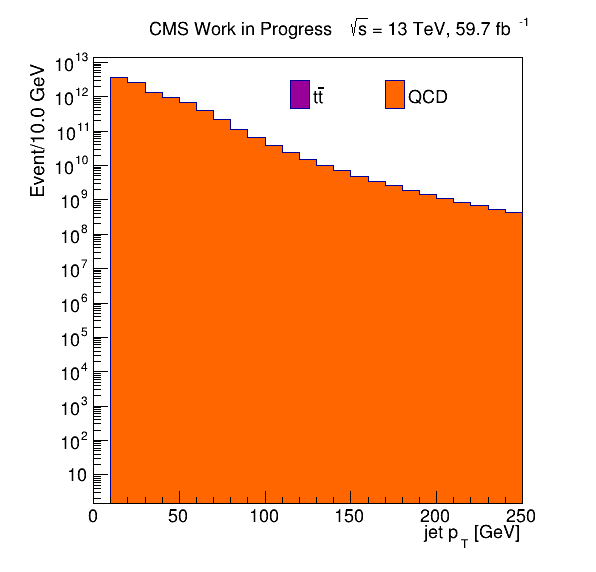 CMS Work in Progress √s = 13 TeV, 59.7 fb⁻¹
Event/10.0 GeV
10¹³
10¹²
10¹¹
10¹⁰
10⁹
10⁸
10⁷
10⁶
10⁵
10⁴
10³
10²
10
tt̄ QCD
0 50 100 150 200 250
jet p_T [GeV]